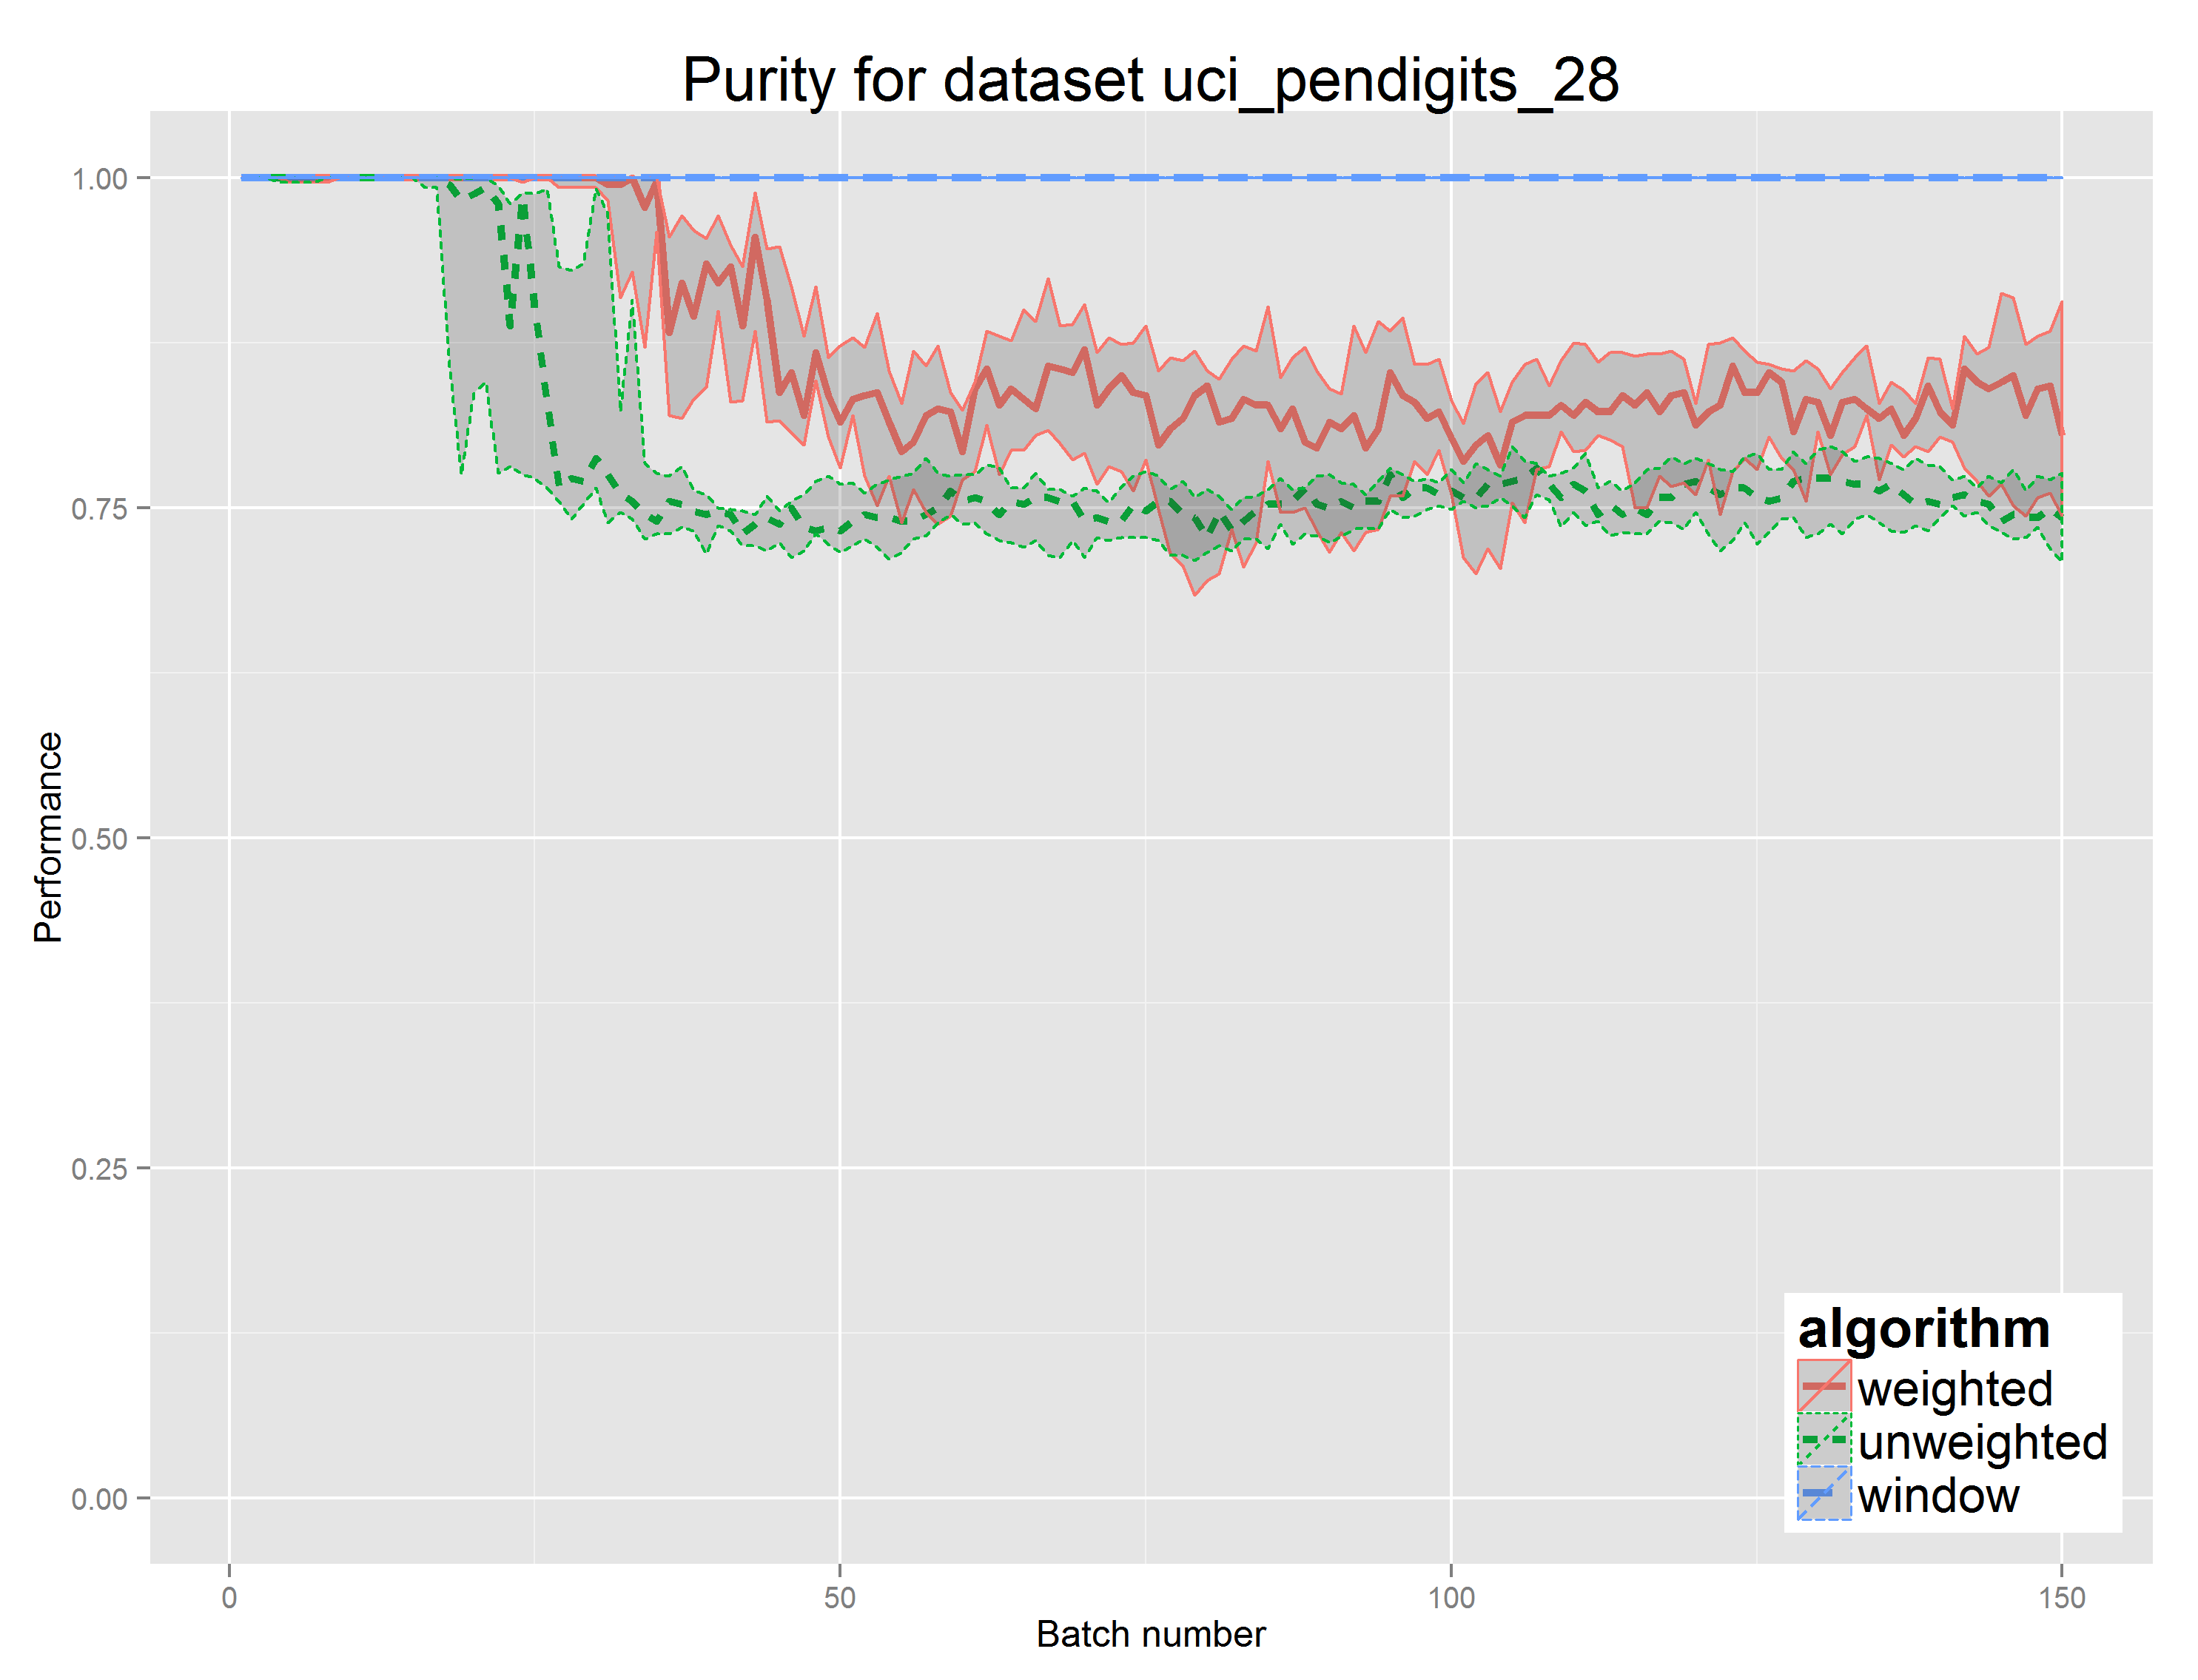 Purity for dataset uci_pendigits_28
1.00
0.75
0.50
0.25
0.00
Performance
0
50
100
150
Batch number
algorithm
weighted
unweighted
window